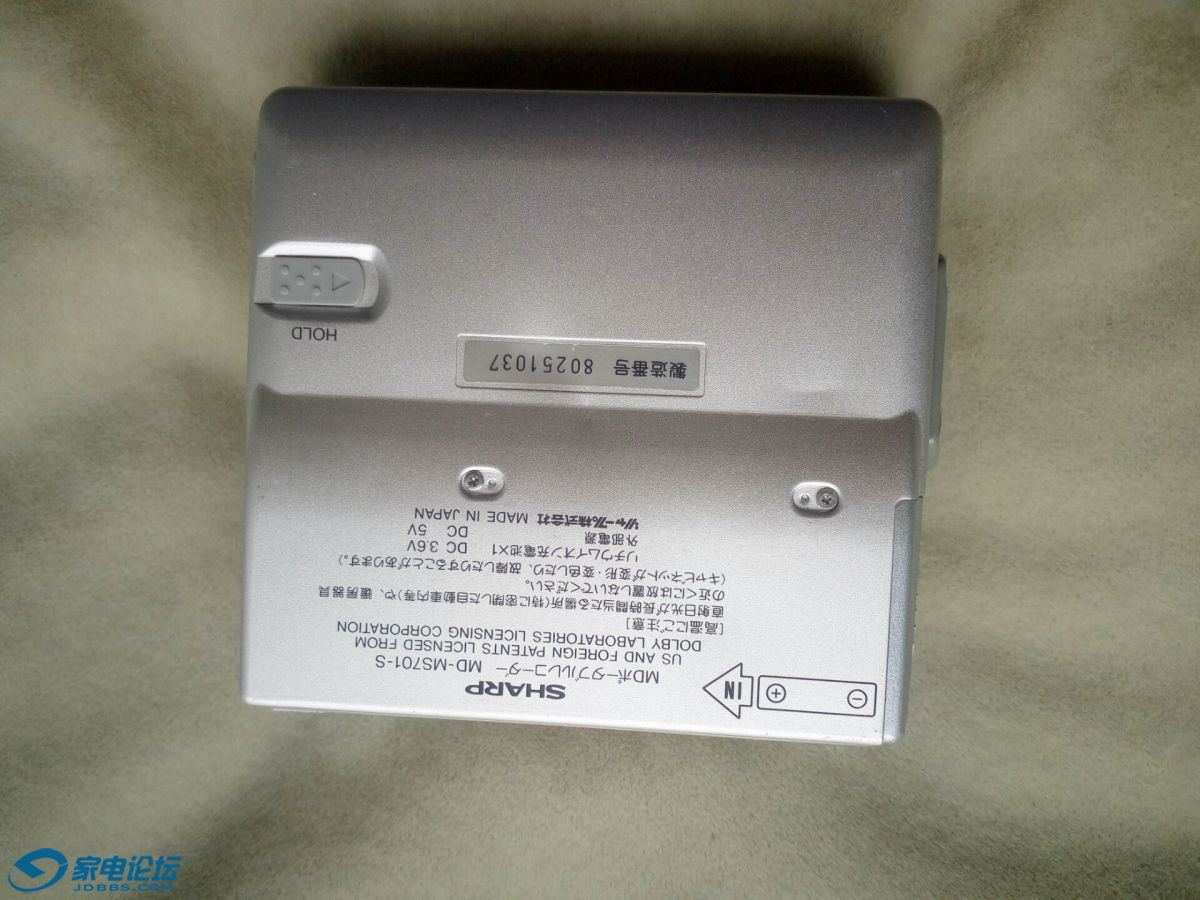 SHARP
MDポータブルレコーダー MD-MS701-S
US AND FOREIGN PATENTS LICENSED FROM
DOLBY LABORATORIES LICENSING CORPORATION
[高温にご注意]
直射日光が長時間当たる場所(特に密閉した自動車内等)や、暖房器具
の近くには放置しないでください。
(キャビネットが変形・変色したり、故障したりすることがあります。)
リチウムイオン充電池X1 DC 3.6V
外部電源 DC 5V
シャープ株式会社 MADE IN JAPAN
IN
製造番号 80251037
HOLD
家电论坛
JDBBS.COM